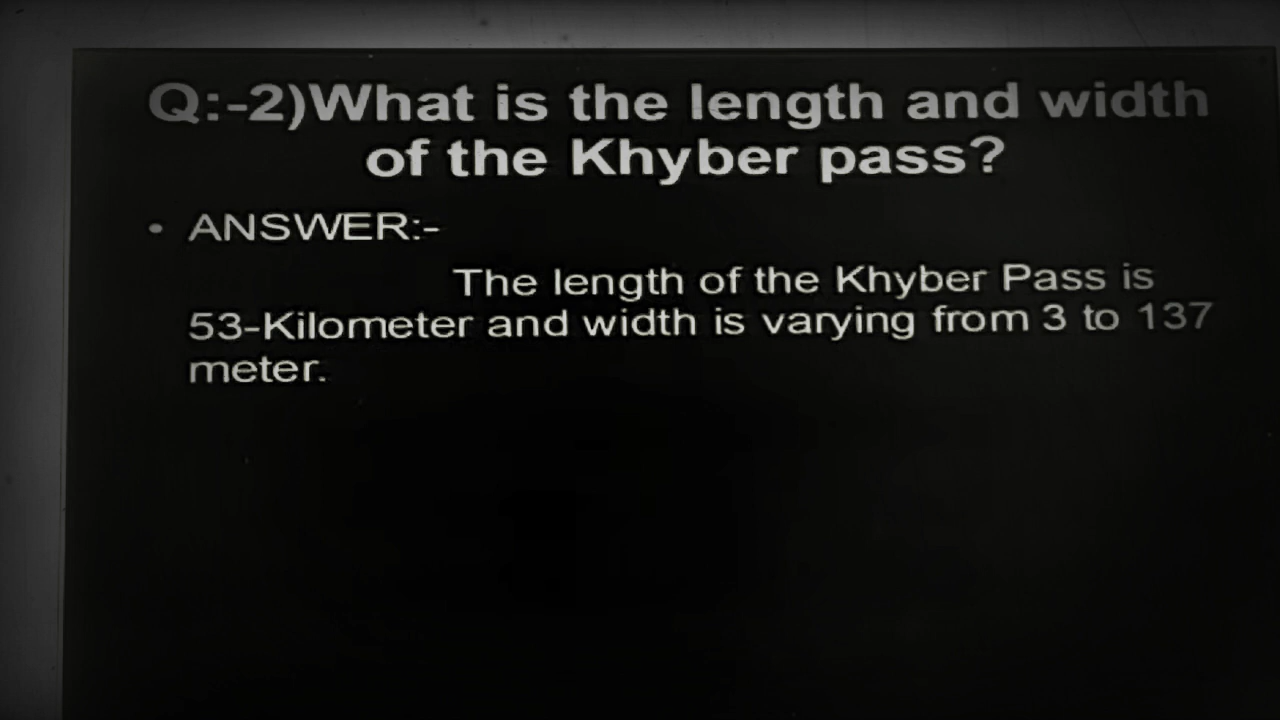 Q:-2)What is the length and width
of the Khyber pass?
• ANSWER:-
The length of the Khyber Pass is
53-Kilometer and width is varying from 3 to 137
meter.